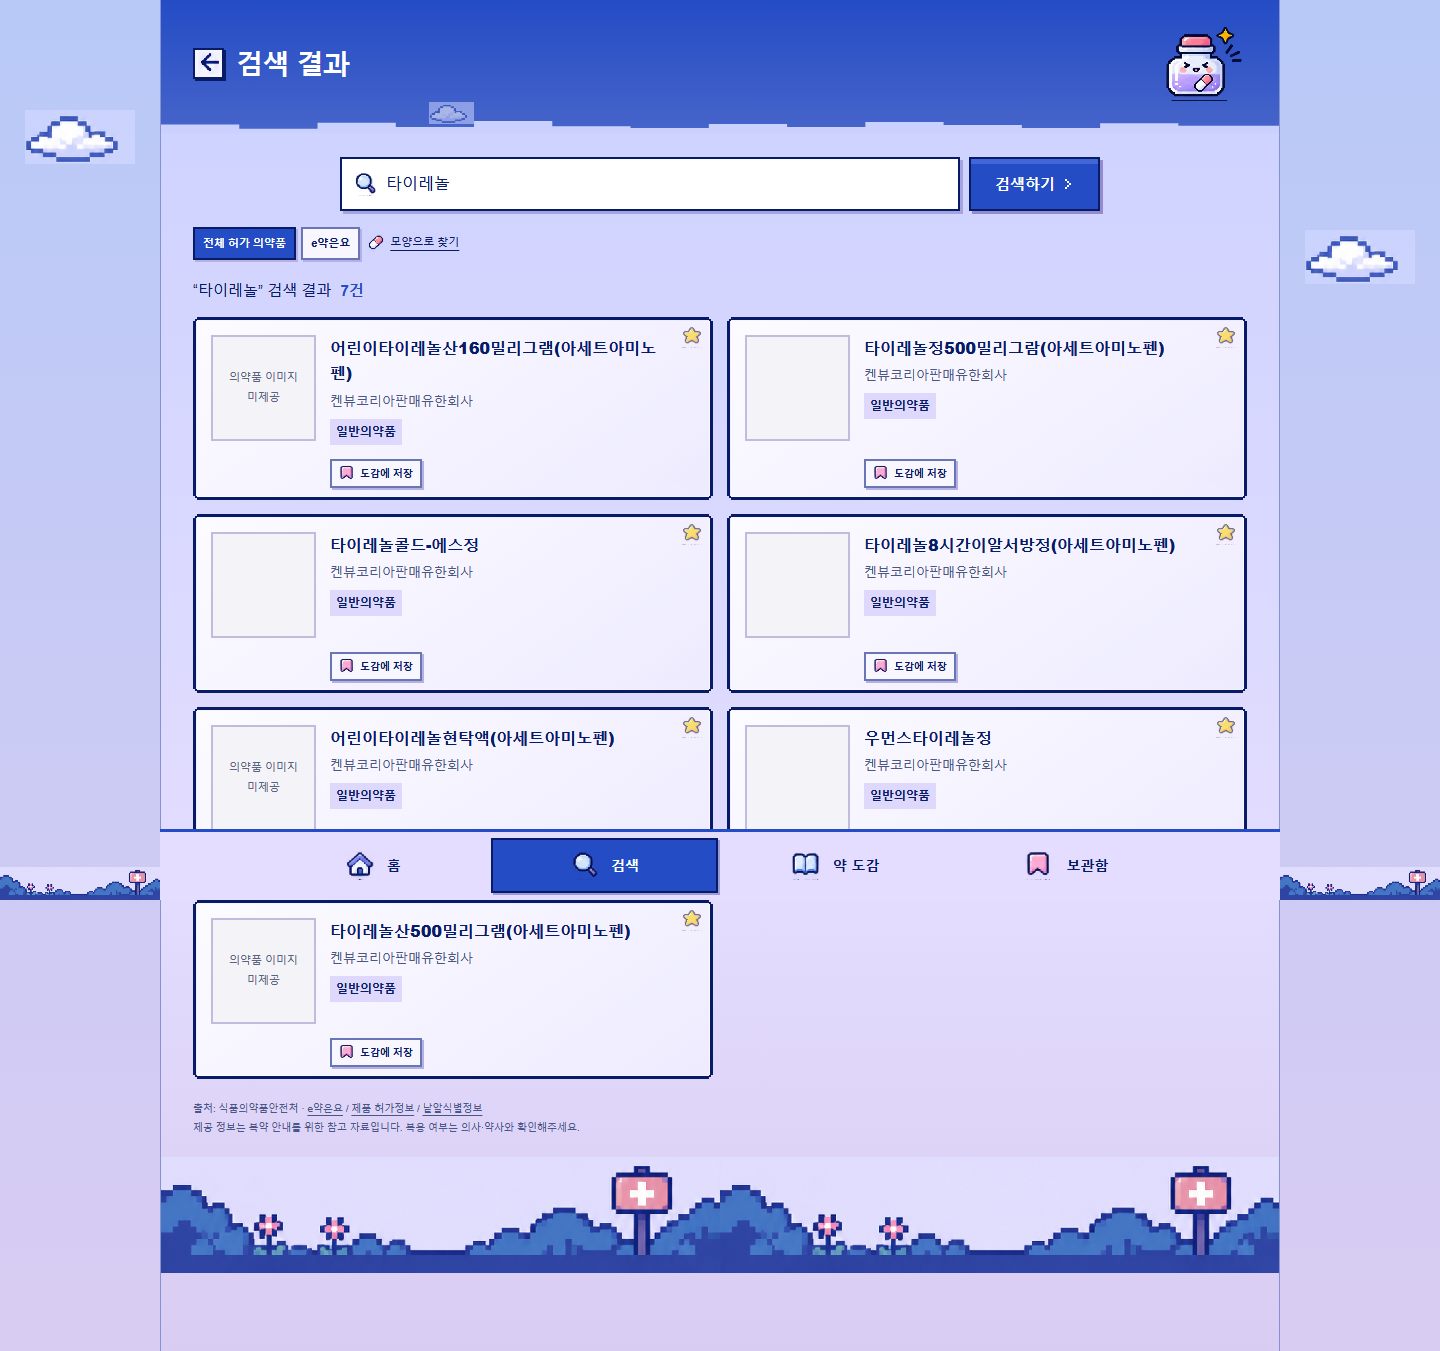 검색 결과
타이레놀
검색하기
전체 허가 의약품
e약은요
모양으로 찾기
“타이레놀” 검색 결과 7건
의약품 이미지
미제공
어린이타이레놀산160밀리그램(아세트아미노
펜)
켄뷰코리아판매유한회사
일반의약품
도감에 저장
타이레놀정500밀리그람(아세트아미노펜)
켄뷰코리아판매유한회사
일반의약품
도감에 저장
타이레놀콜드-에스정
켄뷰코리아판매유한회사
일반의약품
도감에 저장
타이레놀8시간이알서방정(아세트아미노펜)
켄뷰코리아판매유한회사
일반의약품
도감에 저장
의약품 이미지
미제공
어린이타이레놀현탁액(아세트아미노펜)
켄뷰코리아판매유한회사
일반의약품
우먼스타이레놀정
켄뷰코리아판매유한회사
일반의약품
홈
검색
약 도감
보관함
의약품 이미지
미제공
타이레놀산500밀리그램(아세트아미노펜)
켄뷰코리아판매유한회사
일반의약품
도감에 저장
출처: 식품의약품안전처 · e약은요 / 제품 허가정보 / 낱알식별정보
제공 정보는 복약 안내를 위한 참고 자료입니다. 복용 여부는 의사·약사와 확인해주세요.